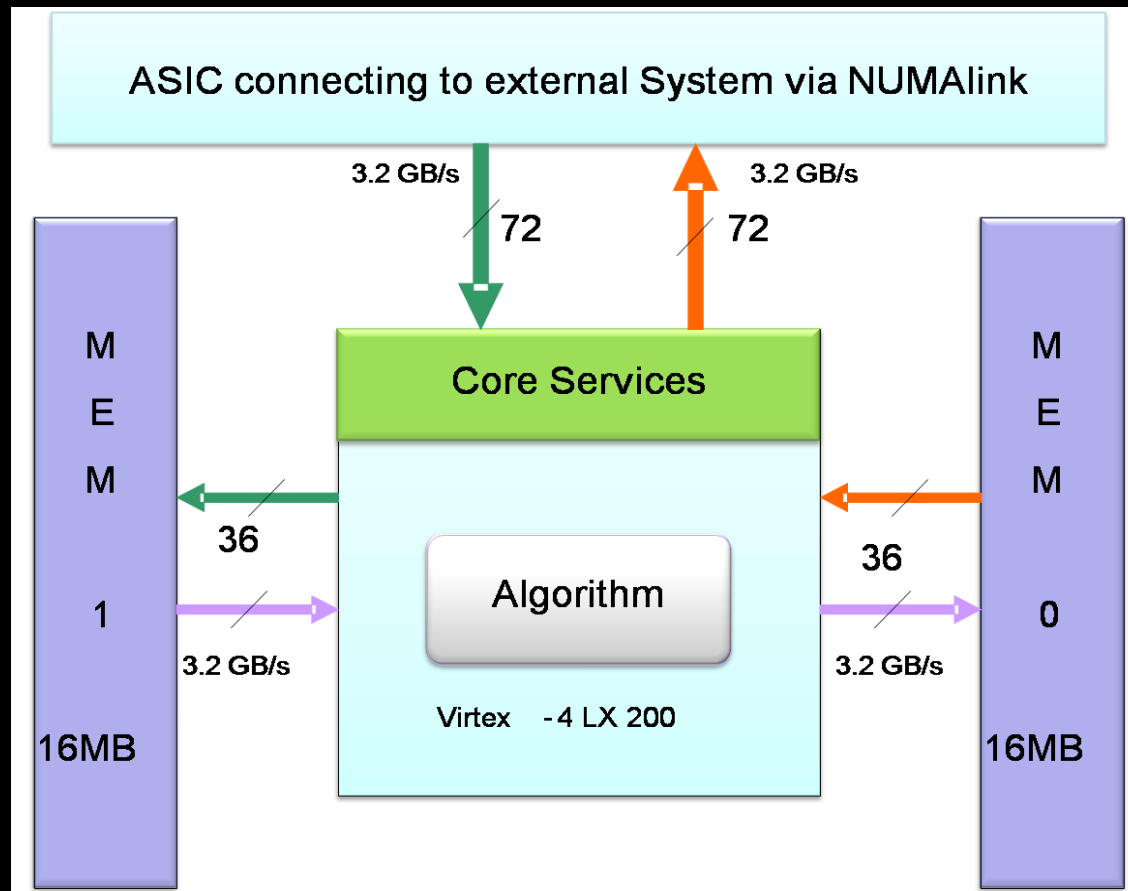 ASIC connecting to external System via NUMAlink
3.2 GB/s
3.2 GB/s
72
72
M
E
M
1
16MB
Core Services
36
3.2 GB/s
Algorithm
Virtex -4 LX 200
36
3.2 GB/s
M
E
M
0
16MB